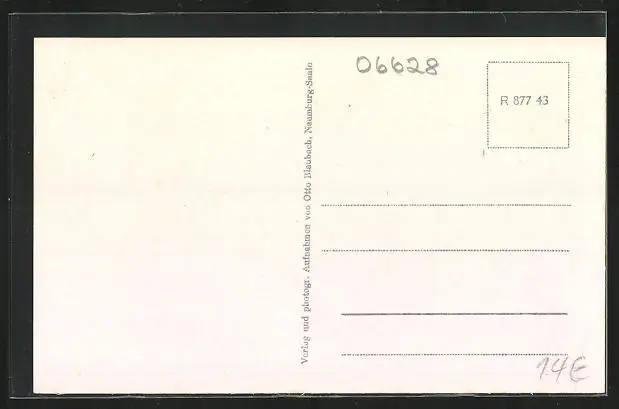 06628
R 877 43
Verlag und photogr. Aufnahmen von Otto Blaubach, Naumburg-Saale
14€